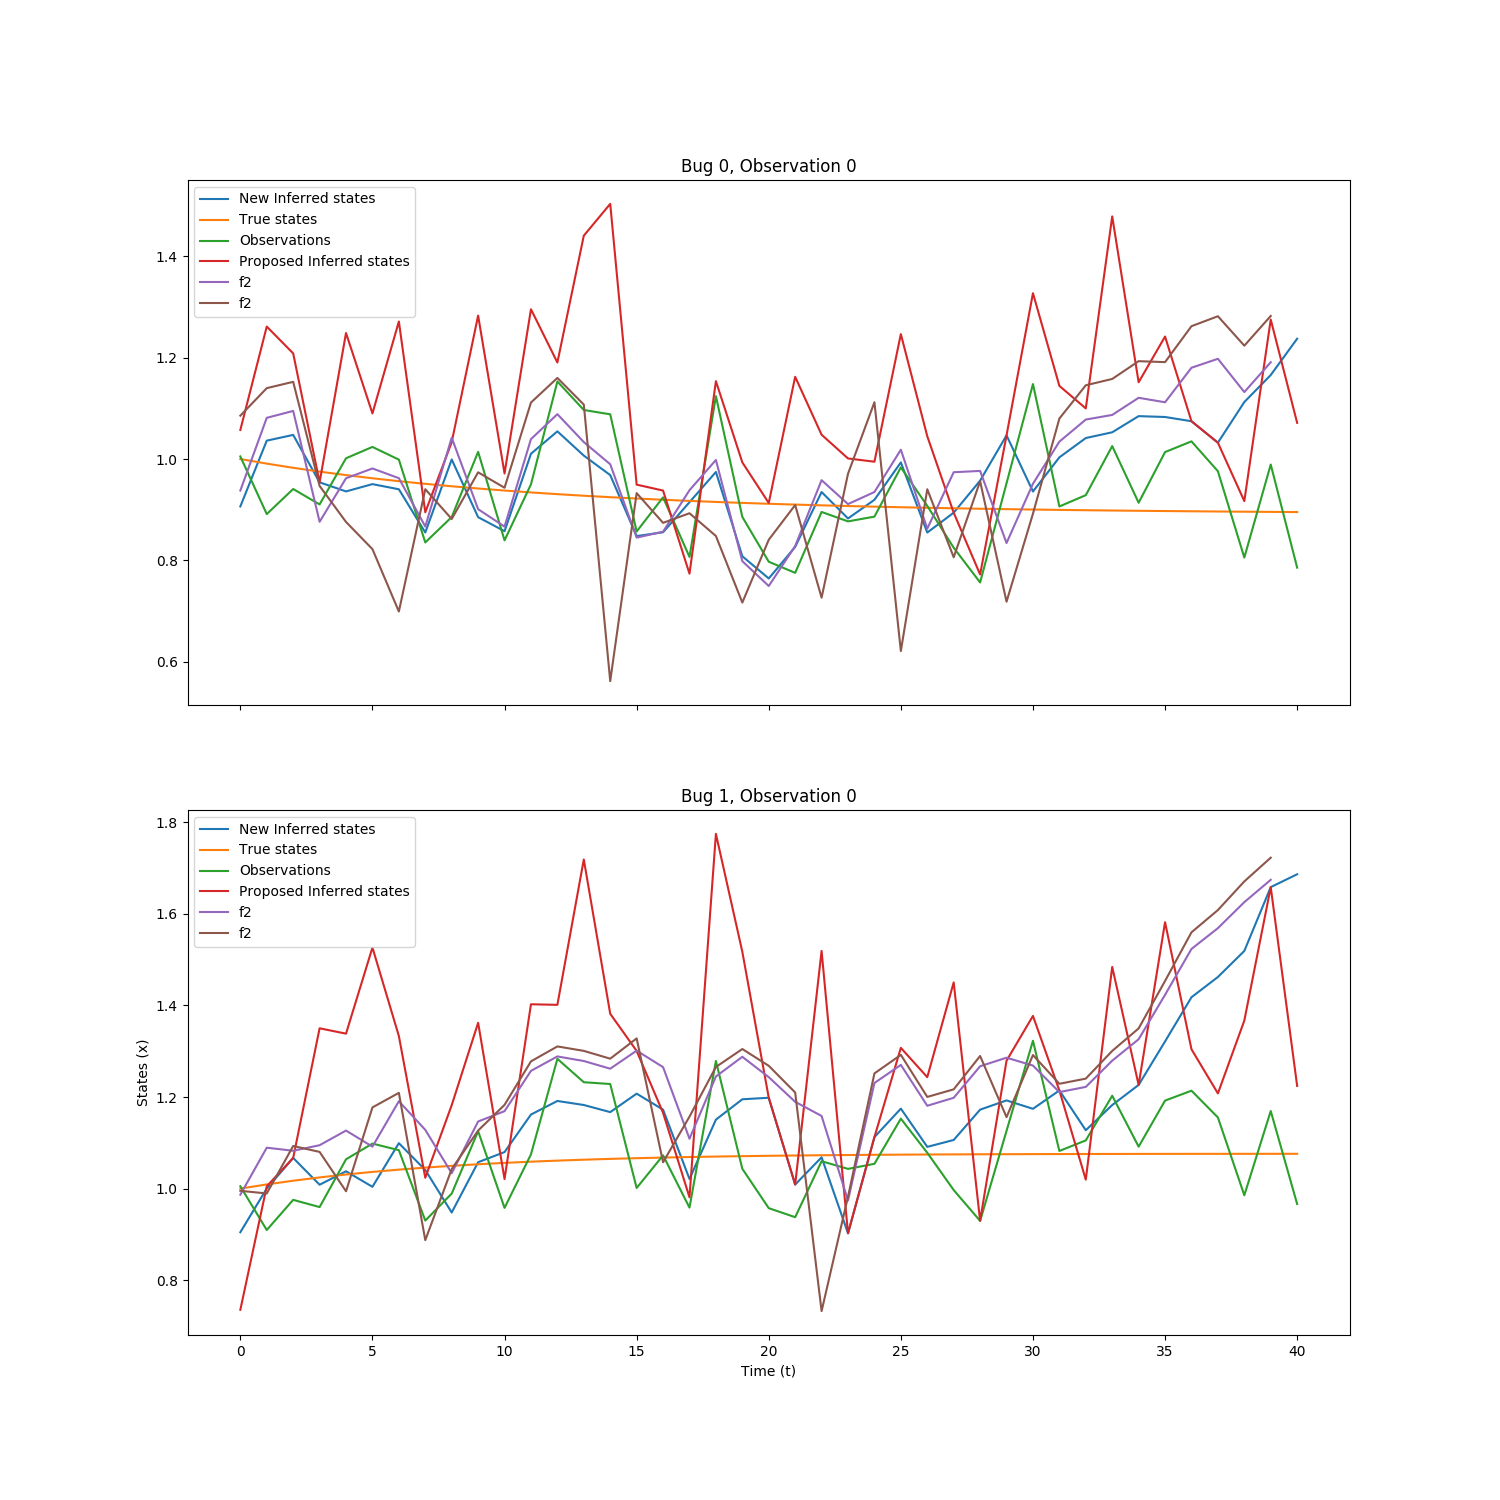 Bug 0, Observation 0
New Inferred states
True states
Observations
Proposed Inferred states
f2
f2
1.4
1.2
1.0
0.8
0.6
Bug 1, Observation 0
New Inferred states
True states
Observations
Proposed Inferred states
f2
f2
1.8
1.6
1.4
1.2
1.0
0.8
States (x)
0 5 10 15 20 25 30 35 40
Time (t)